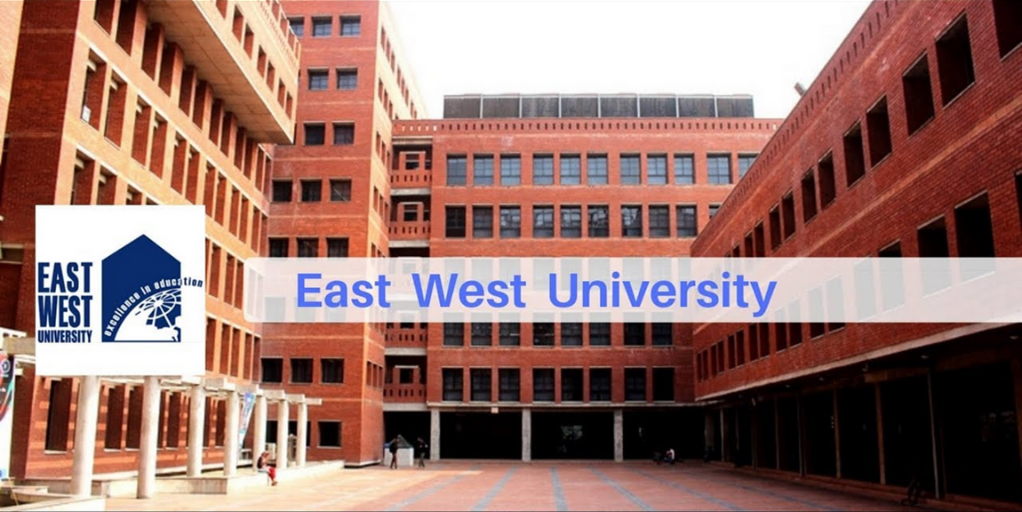 EAST
WEST
UNIVERSITY
excellence in education
East West University